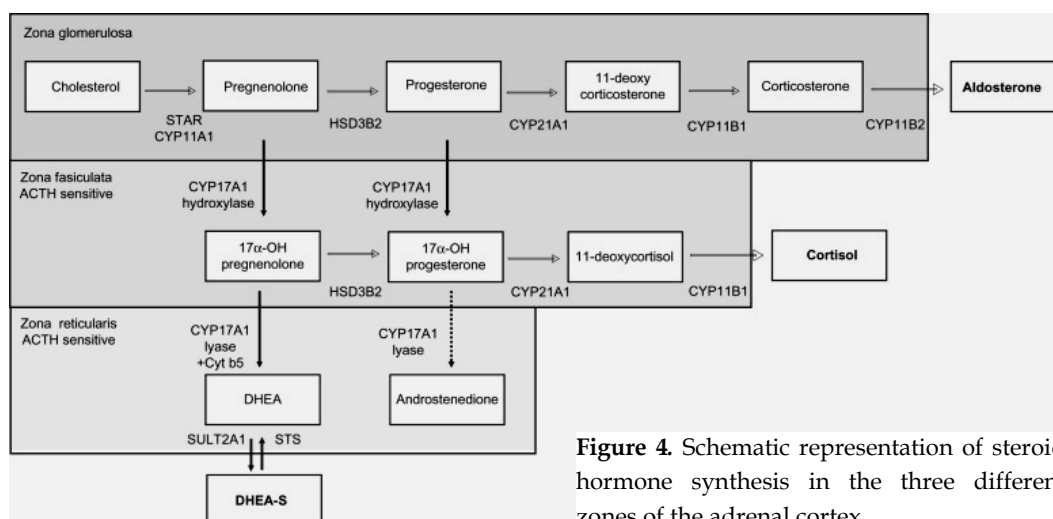 Zona glomerulosa
Cholesterol
Pregnenolone
Progesterone
11-deoxy
corticosterone
Corticosterone
Aldosterone
STAR
CYP11A1
HSD3B2
CYP21A1
CYP11B1
CYP11B2
Zona fasiculata
ACTH sensitive
CYP17A1
hydroxylase
CYP17A1
hydroxylase
17α-OH
pregnenolone
17α-OH
progesterone
11-deoxycortisol
Cortisol
HSD3B2
CYP21A1
CYP11B1
Zona reticularis
ACTH sensitive
CYP17A1
lyase
+Cyt b5
CYP17A1
lyase
DHEA
Androstenedione
SULT2A1
STS
DHEA-S
Figure 4. Schematic representation of steroid
hormone synthesis in the three different
zones of the adrenal cortex